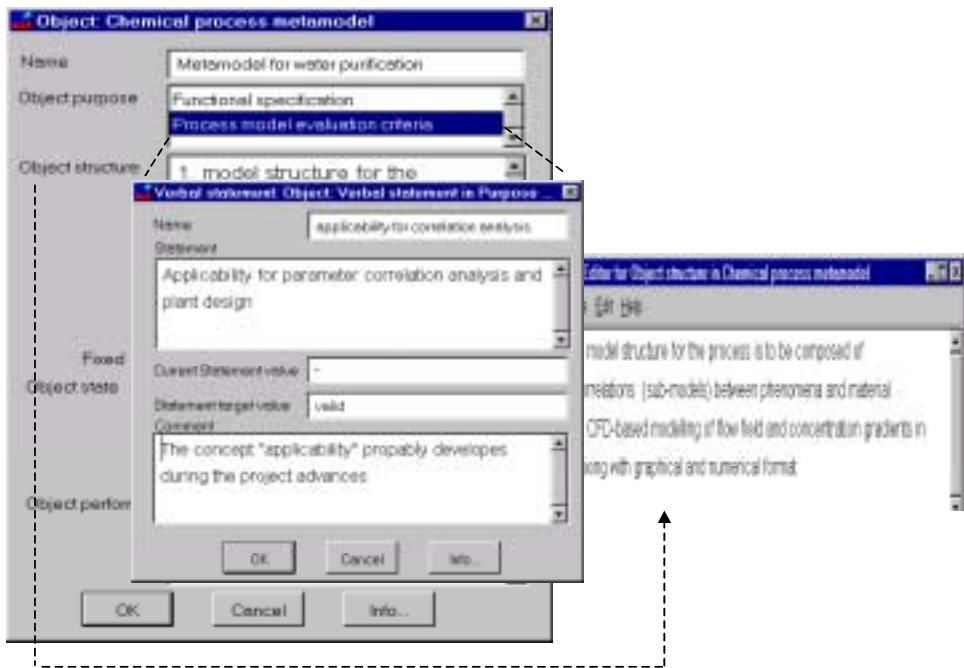 Object: Chemical process metamodel
Name
Metamodel for water purification
Object purpose
Functional specification
Process model evaluation criteria
Object structure
1. model structure for the
Fixed
Object state
Object perfor
OK
Cancel
Info...
Verbal statement. Object: Verbal statement in Purpose ...
Name
applicability for correlation analysis
Statement
Applicability for parameter correlation analysis and
plant design
Current Statement value
-
Statement target value
valid
Comment
The concept "applicability" propably developes
during the project advances
OK
Cancel
Info...
Editor for Object structure in Chemical process metamodel
Edit Help
model structure for the process is to be composed of
(sub-models) between phenomena and material
CFD-based modelling of flow field and concentration gradients in
with graphical and numerical format